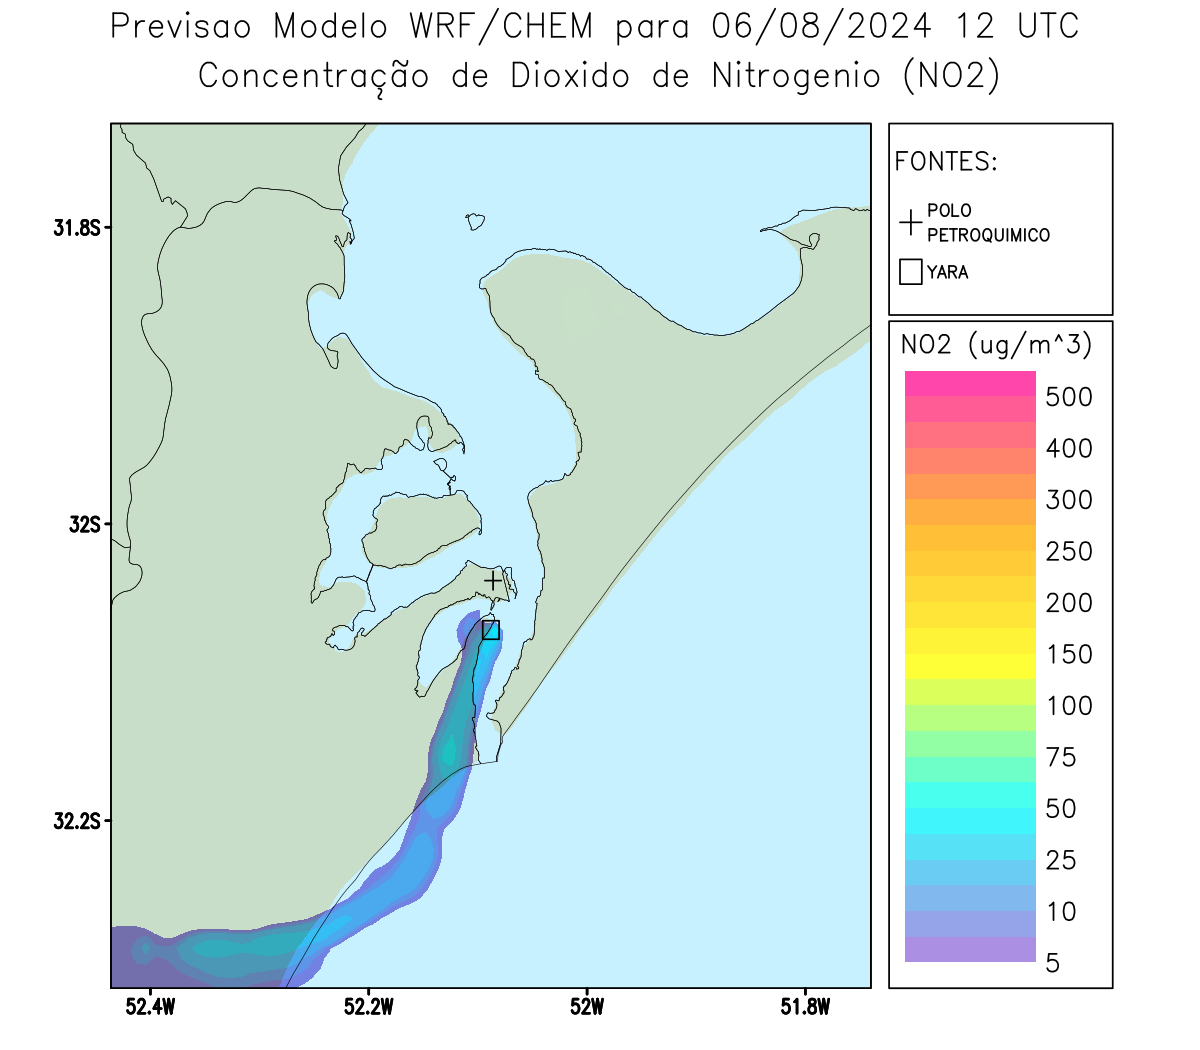 Previsao Modelo WRF/CHEM para 06/08/2024 12 UTC
Concentração de Dioxido de Nitrogenio (NO2)
FONTES:
POLO
PETROQUIMICO
YARA
NO2 (ug/m^3)
500
400
300
250
200
150
100
75
50
25
10
5
31.8S
32S
32.2S
52.4W
52.2W
52W
51.8W